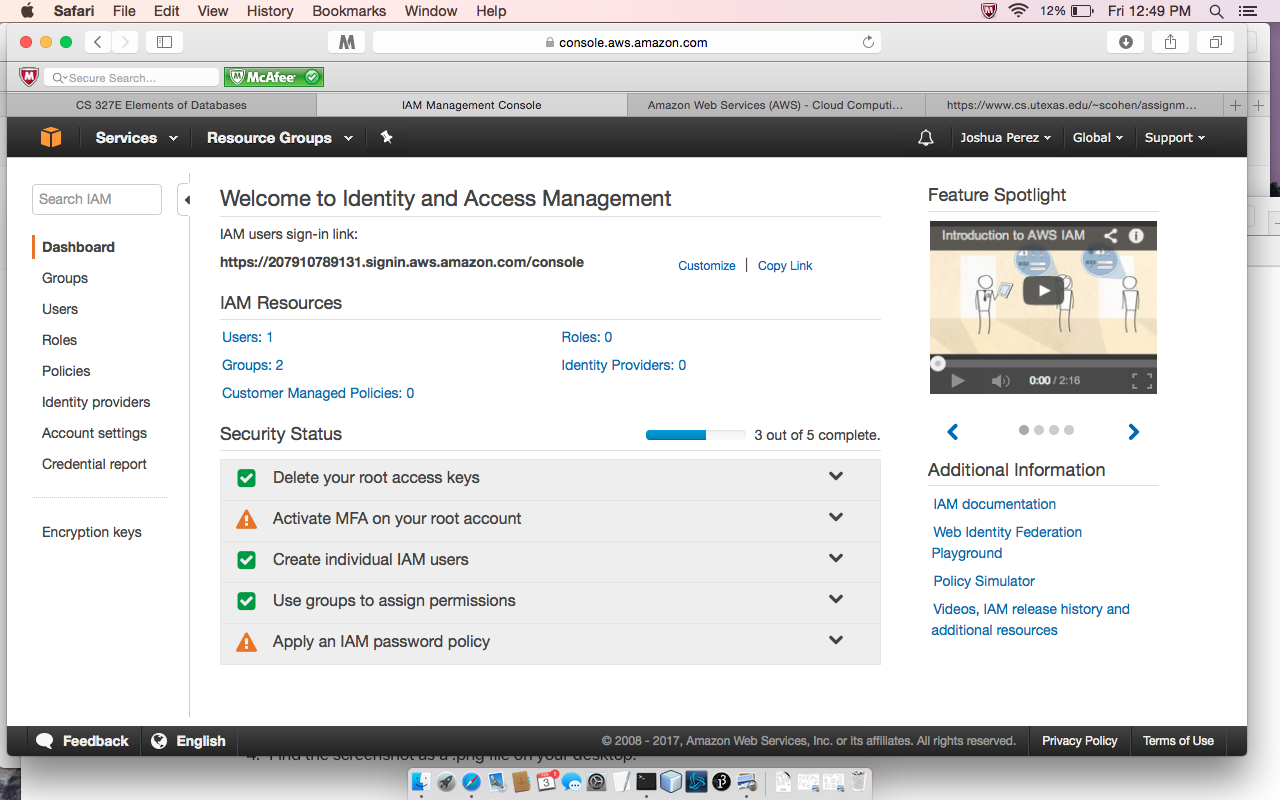 Safari File Edit View History Bookmarks Window Help 12% Fri 12:49 PM
console.aws.amazon.com
Secure Search... McAfee
CS 327E Elements of Databases IAM Management Console Amazon Web Services (AWS) - Cloud Computi... https://www.cs.utexas.edu/~scohen/assignm...
Services Resource Groups Joshua Perez Global Support
Search IAM
Dashboard
Groups
Users
Roles
Policies
Identity providers
Account settings
Credential report
Encryption keys
Welcome to Identity and Access Management
IAM users sign-in link:
https://207910789131.signin.aws.amazon.com/console Customize | Copy Link
IAM Resources
Users: 1 Roles: 0
Groups: 2 Identity Providers: 0
Customer Managed Policies: 0
Security Status 3 out of 5 complete.
Delete your root access keys
Activate MFA on your root account
Create individual IAM users
Use groups to assign permissions
Apply an IAM password policy
Feature Spotlight
Introduction to AWS IAM
0:00 / 2:16
Additional Information
IAM documentation
Web Identity Federation
Playground
Policy Simulator
Videos, IAM release history and
additional resources
Feedback English © 2008 - 2017, Amazon Web Services, Inc. or its affiliates. All rights reserved. Privacy Policy Terms of Use
4. Find the screenshot as a .png file on your desktop.
3